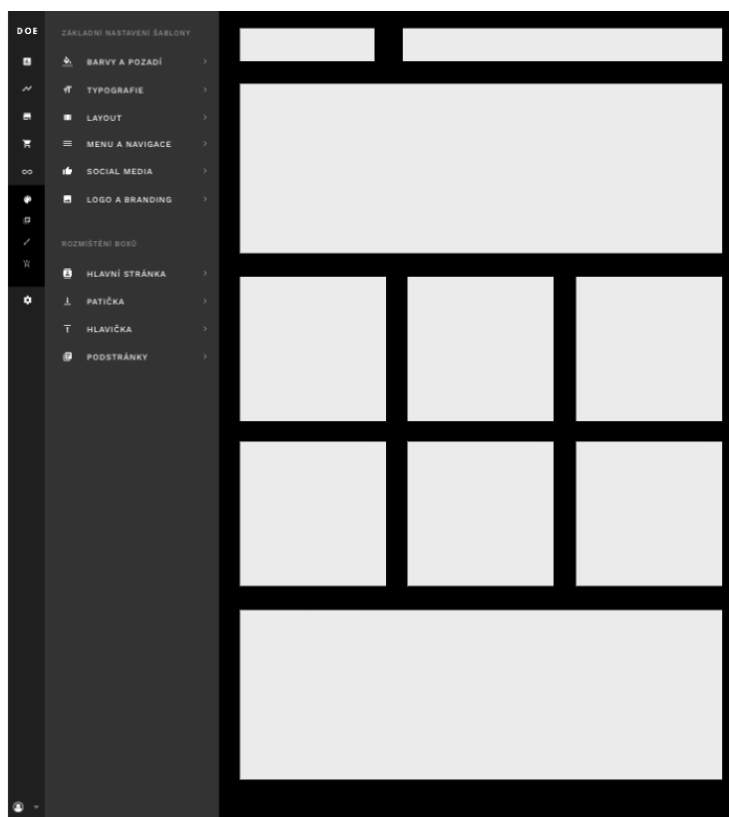 DOE
ZÁKLADNÍ NASTAVENÍ ŠABLONY
BARVY A POZADÍ
TYPOGRAFIE
LAYOUT
MENU A NAVIGACE
SOCIAL MEDIA
LOGO A BRANDING
ROZMIŠTĚNÍ BOXŮ
HLAVNÍ STRÁNKA
PATIČKA
HLAVIČKA
PODSTRÁNKY